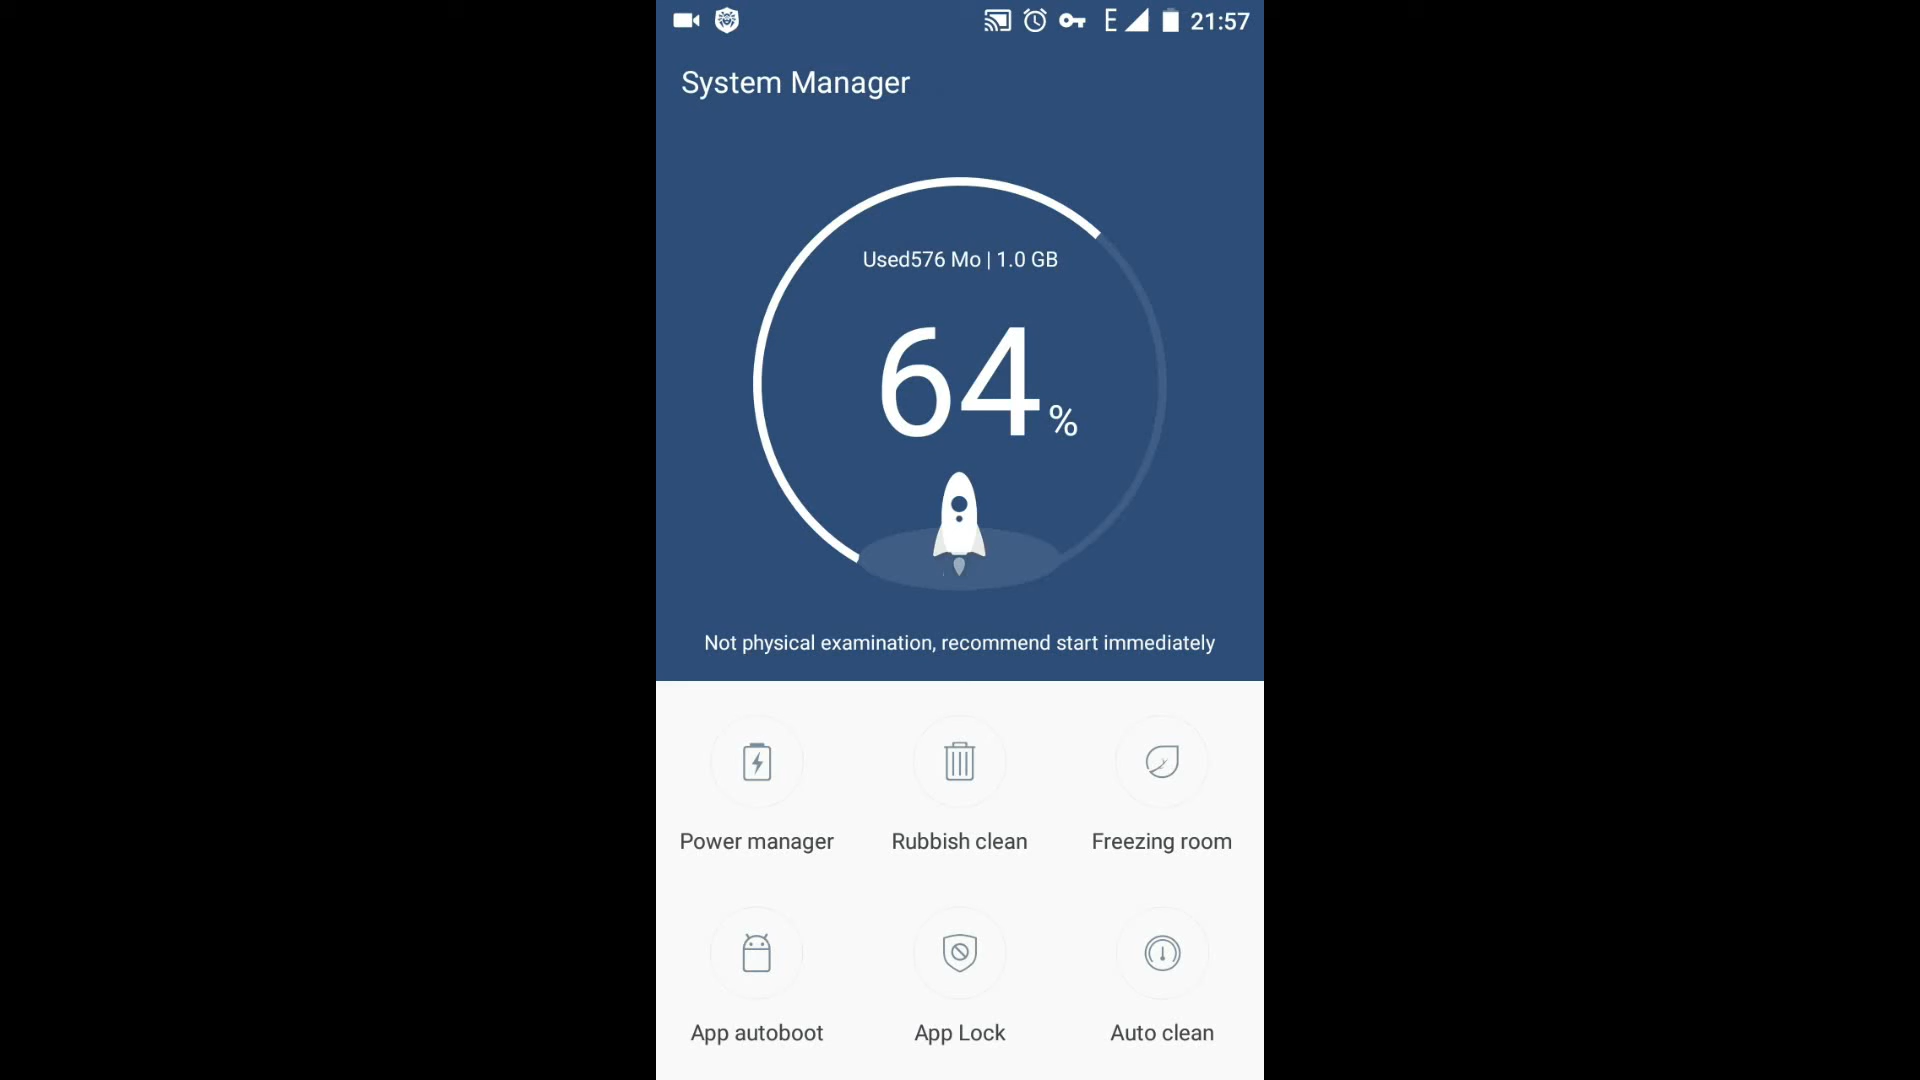 E 21:57
System Manager
Used576 Mo | 1.0 GB
64%
Not physical examination, recommend start immediately
Power manager
Rubbish clean
Freezing room
App autoboot
App Lock
Auto clean